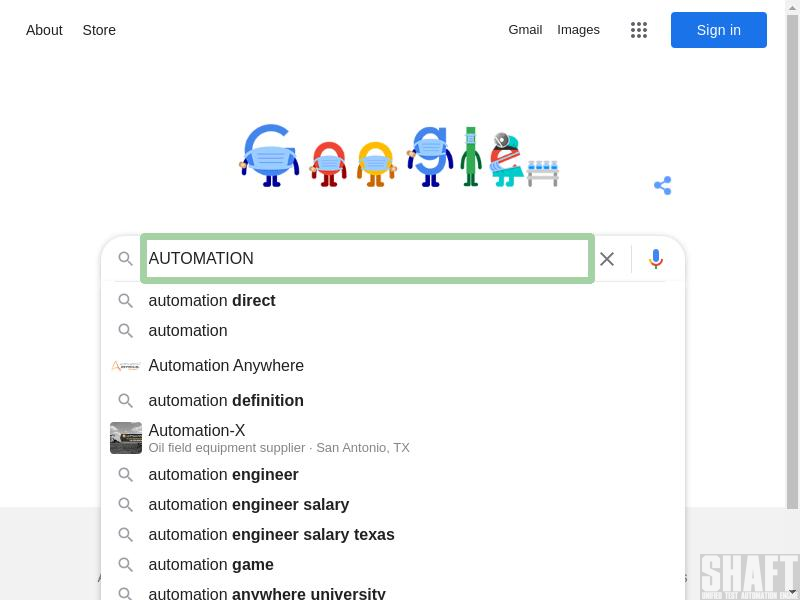 About Store Gmail Images Sign in
AUTOMATION
automation direct
automation
Automation Anywhere
automation definition
Automation-X
Oil field equipment supplier · San Antonio, TX
automation engineer
automation engineer salary
automation engineer salary texas
automation game
automation anywhere university
SHAFT